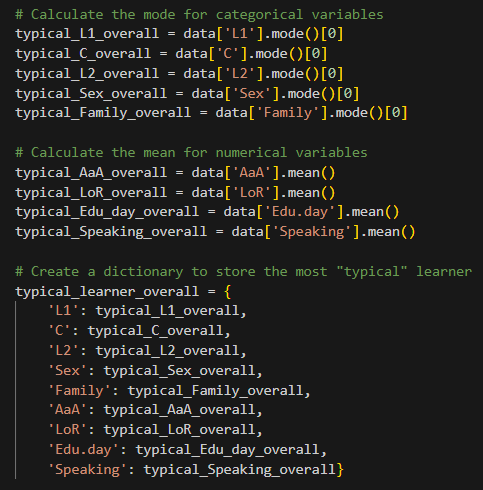 # Calculate the mode for categorical variables
typical_L1_overall = data['L1'].mode()[0]
typical_C_overall = data['C'].mode()[0]
typical_L2_overall = data['L2'].mode()[0]
typical_Sex_overall = data['Sex'].mode()[0]
typical_Family_overall = data['Family'].mode()[0]

# Calculate the mean for numerical variables
typical_AaA_overall = data['AaA'].mean()
typical_LoR_overall = data['LoR'].mean()
typical_Edu_day_overall = data['Edu.day'].mean()
typical_Speaking_overall = data['Speaking'].mean()

# Create a dictionary to store the most "typical" learner
typical_learner_overall = {
    'L1': typical_L1_overall,
    'C': typical_C_overall,
    'L2': typical_L2_overall,
    'Sex': typical_Sex_overall,
    'Family': typical_Family_overall,
    'AaA': typical_AaA_overall,
    'LoR': typical_LoR_overall,
    'Edu.day': typical_Edu_day_overall,
    'Speaking': typical_Speaking_overall}